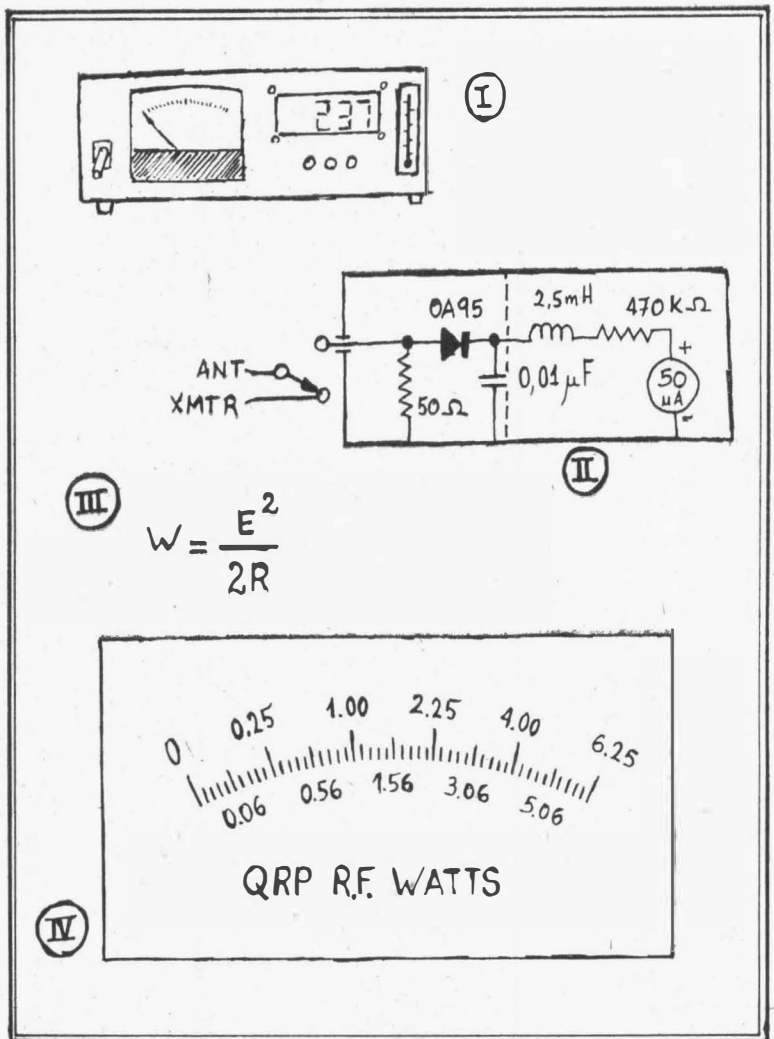 I
237
OA95
2,5mH
470KΩ
ANT
XMTR
50Ω
0,01µF
+
50
µA
-
II
III
W = E² / 2R
0 0.25 1.00 2.25 4.00 6.25
0.06 0.56 1.56 3.06 5.06
QRP R.F. WATTS
IV